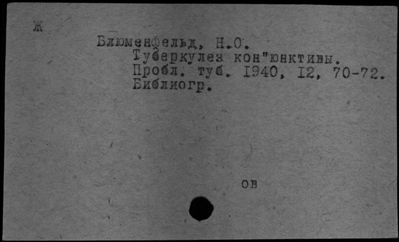 Ж
Блюменфельд, Н.О.
Туберкулез кон"юнктивы.
Пробл. туб. 1940, 12, 70-72.
Библиогр.
ов